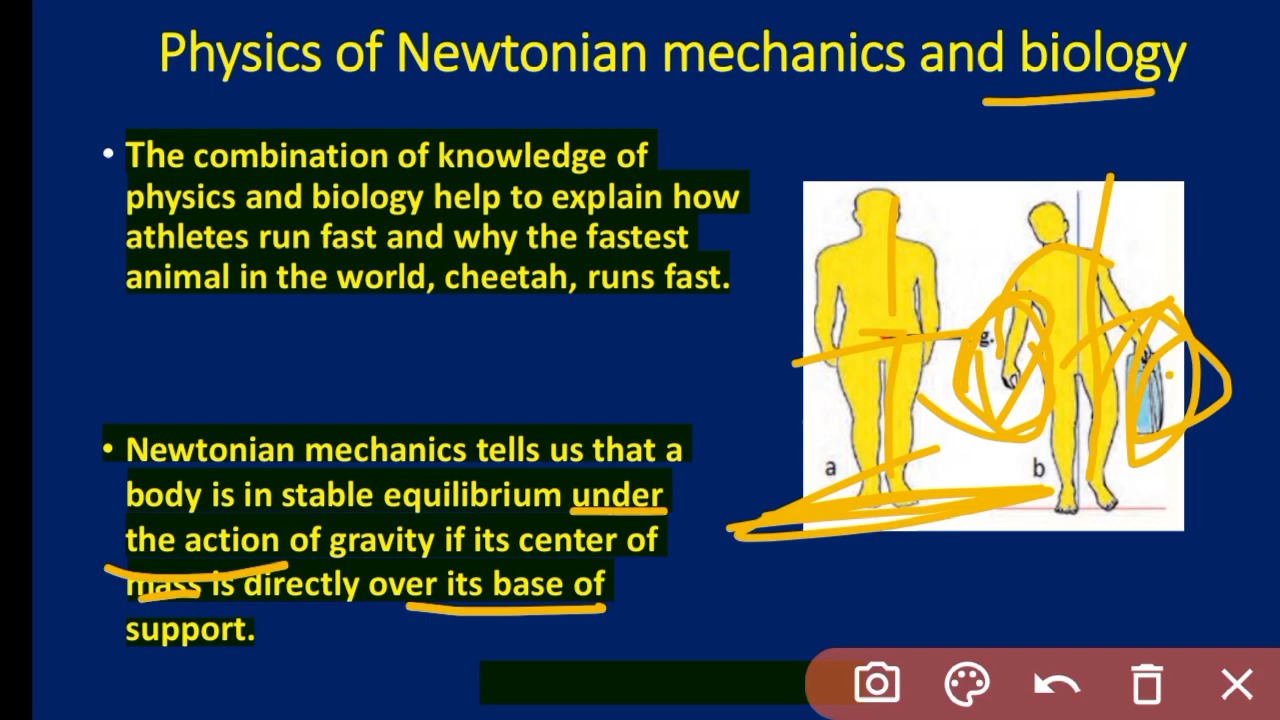 Physics of Newtonian mechanics and biology
• The combination of knowledge of
physics and biology help to explain how
athletes run fast and why the fastest
animal in the world, cheetah, runs fast.
• Newtonian mechanics tells us that a
body is in stable equilibrium under
the action of gravity if its center of
mass is directly over its base of
support.
g.
a
b